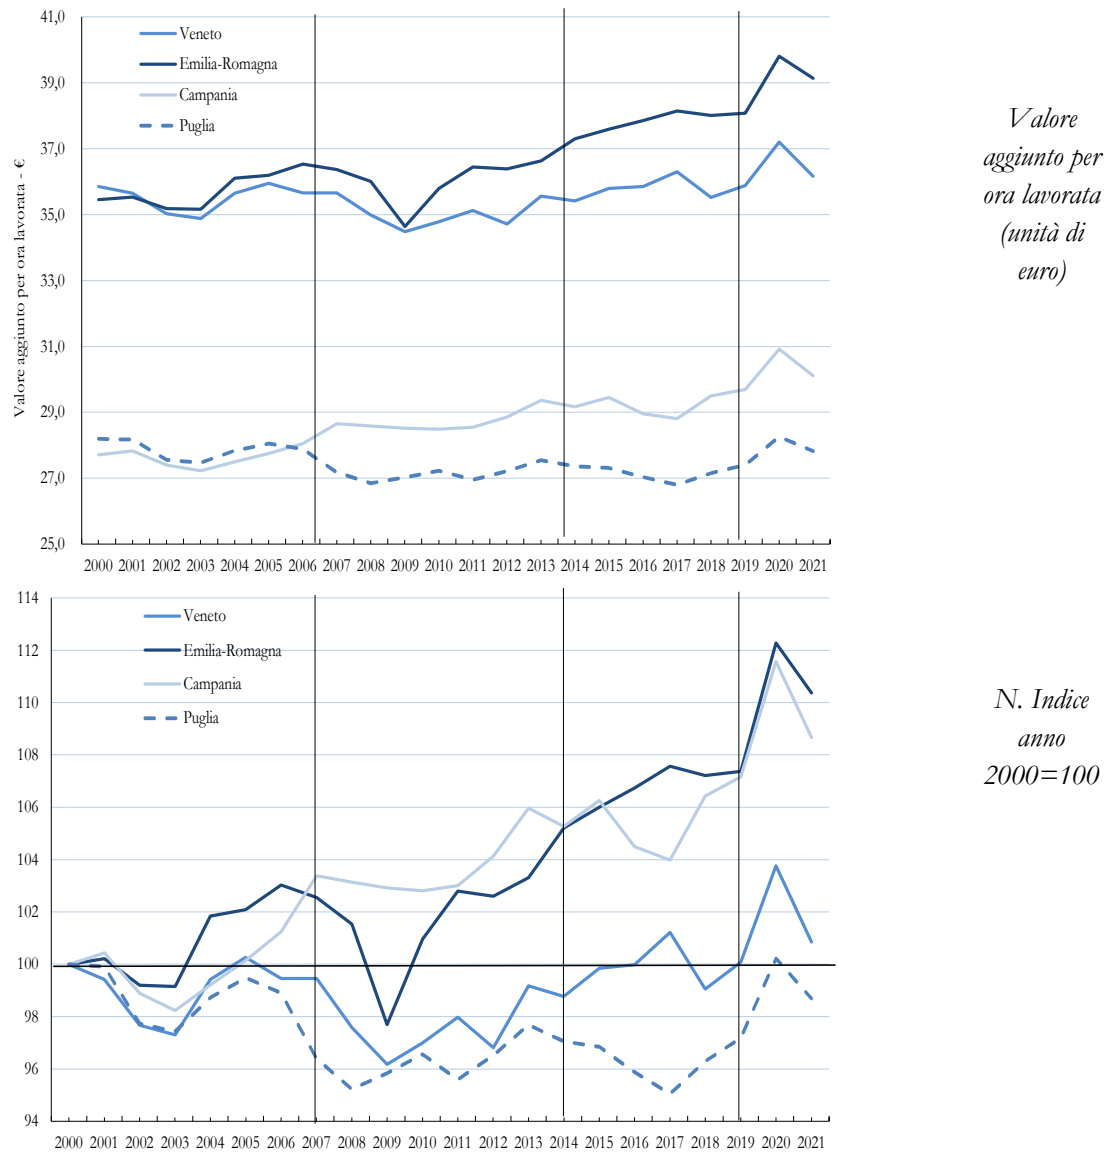 41,0
39,0
37,0
35,0
33,0
31,0
29,0
27,0
25,0
Valore aggiunto per ora lavorata - €
Veneto
Emilia-Romagna
Campania
Puglia
2000 2001 2002 2003 2004 2005 2006 2007 2008 2009 2010 2011 2012 2013 2014 2015 2016 2017 2018 2019 2020 2021
Valore
aggiunto per
ora lavorata
(unità di
euro)
114
112
110
108
106
104
102
100
98
96
94
Veneto
Emilia-Romagna
Campania
Puglia
2000 2001 2002 2003 2004 2005 2006 2007 2008 2009 2010 2011 2012 2013 2014 2015 2016 2017 2018 2019 2020 2021
N. Indice
anno
2000=100